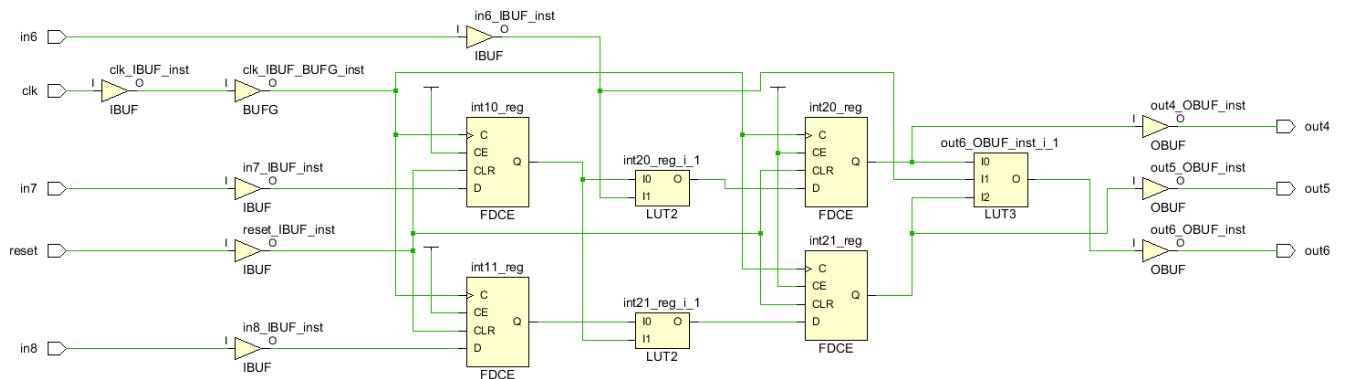 in6_IBUF_inst
in6
I
O
IBUF
clk_IBUF_inst
clk_IBUF_BUFG_inst
clk
I
O
I
O
IBUF
BUFG
int10_reg
int20_reg
out4_OBUF_inst
C
CE
CLR
D
Q
FDCE
C
CE
CLR
D
Q
FDCE
I
O
out4
OBUF
out6_OBUF_inst_i_1
I0
I1
I2
O
LUT3
in7_IBUF_inst
in7
I
O
IBUF
int20_reg_i_1
I0
I1
O
LUT2
out5_OBUF_inst
I
O
out5
OBUF
reset_IBUF_inst
reset
I
O
IBUF
int21_reg
C
CE
CLR
D
Q
FDCE
out6_OBUF_inst
I
O
out6
OBUF
int11_reg
C
CE
CLR
D
Q
FDCE
int21_reg_i_1
I0
I1
O
LUT2
in8_IBUF_inst
in8
I
O
IBUF